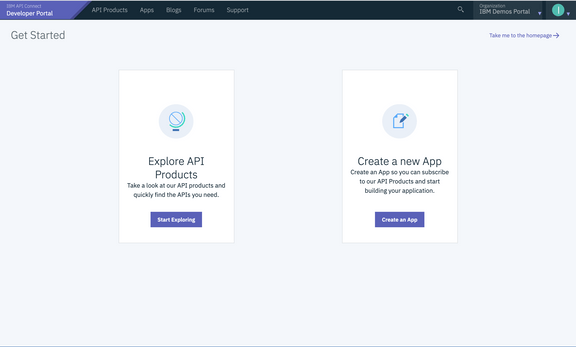 IBM API Connect
Developer Portal
API Products
Apps
Blogs
Forums
Support
Organization
IBM Demos Portal
I
Get Started
Take me to the homepage
Explore API
Products
Take a look at our API products and
quickly find the APIs you need.
Start Exploring
Create a new App
Create an App so you can subscribe
to our API Products and start
building your application.
Create an App